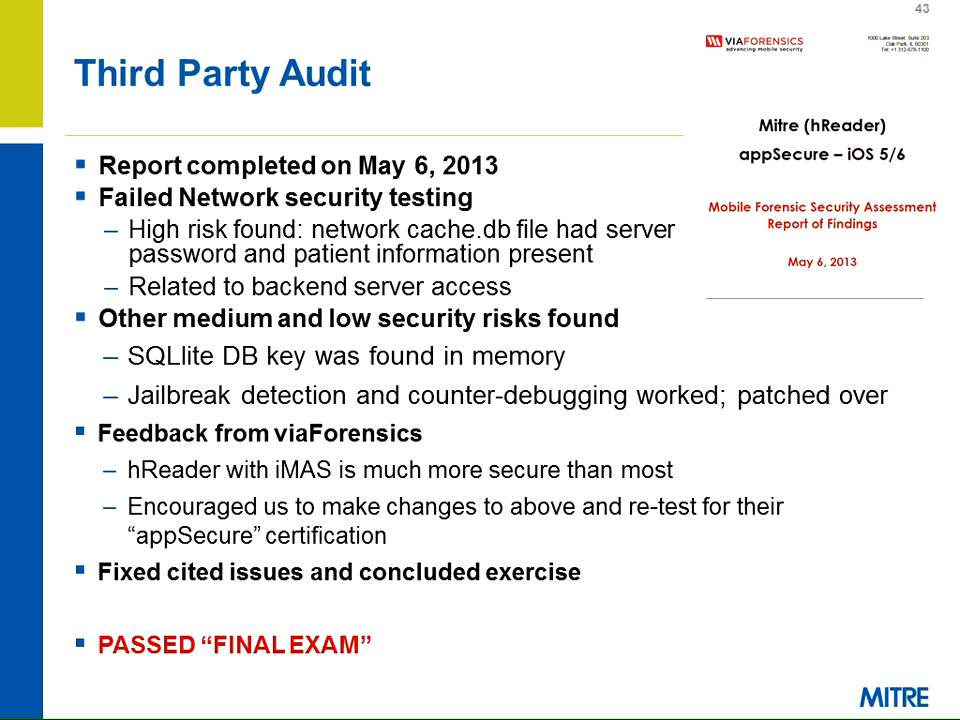 43
VIAFORENSICS
advancing mobile security
1000 Lake Street, Suite 203
Oak Park, IL 60301
Tel: +1 312-878-1100
Third Party Audit
Mitre (hReader)
appSecure – iOS 5/6
Mobile Forensic Security Assessment
Report of Findings
May 6, 2013
▪ Report completed on May 6, 2013
▪ Failed Network security testing
– High risk found: network cache.db file had server
password and patient information present
– Related to backend server access
▪ Other medium and low security risks found
– SQLlite DB key was found in memory
– Jailbreak detection and counter-debugging worked; patched over
▪ Feedback from viaForensics
– hReader with iMAS is much more secure than most
– Encouraged us to make changes to above and re-test for their
“appSecure” certification
▪ Fixed cited issues and concluded exercise
▪ PASSED “FINAL EXAM”
MITRE